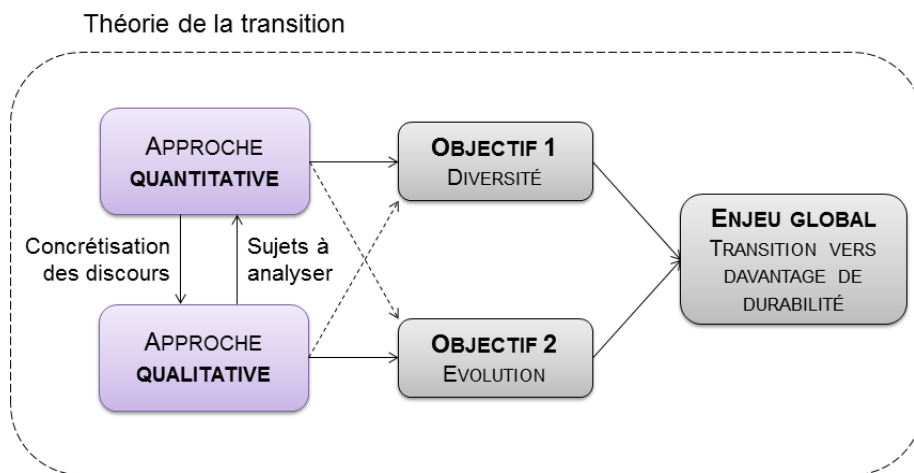 Théorie de la transition
APPROCHE
QUANTITATIVE
OBJECTIF 1
DIVERSITÉ
ENJEU GLOBAL
TRANSITION VERS
DAVANTAGE DE
DURABILITÉ
Concrétisation
des discours
Sujets à
analyser
APPROCHE
QUALITATIVE
OBJECTIF 2
EVOLUTION